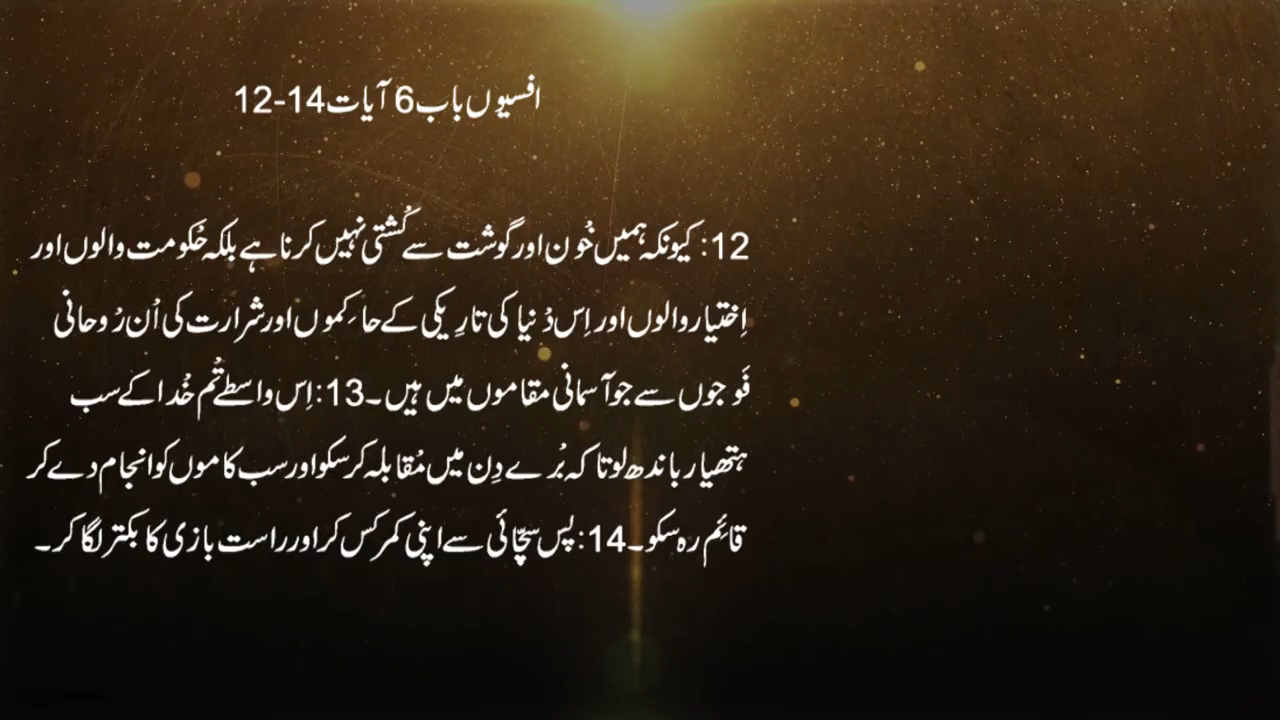 افسیوں باب 6 آیات 14-12
12: کیونکہ ہمیں خُون اور گوشت سے کُشتی نہیں کرنا ہے بلکہ حُکومت والوں اور
اِختیار والوں اور اِس دُنیا کی تارِیکی کے حاکِموں اور شرارت کی اُن رُوحانی
فَوجوں سے جو آسمانی مقاموں میں ہیں۔ 13: اِس واسطے تُم خُدا کے سب
ہتھیار باندھ لو تاکہ بُرے دِن میں مُقابلہ کر سکو اور سب کاموں کو انجام دے کر
قائِم رہ سکو۔ 14: پس سچّائی سے اپنی کمر کس کر اور راست بازی کا بکتر لگا کر۔